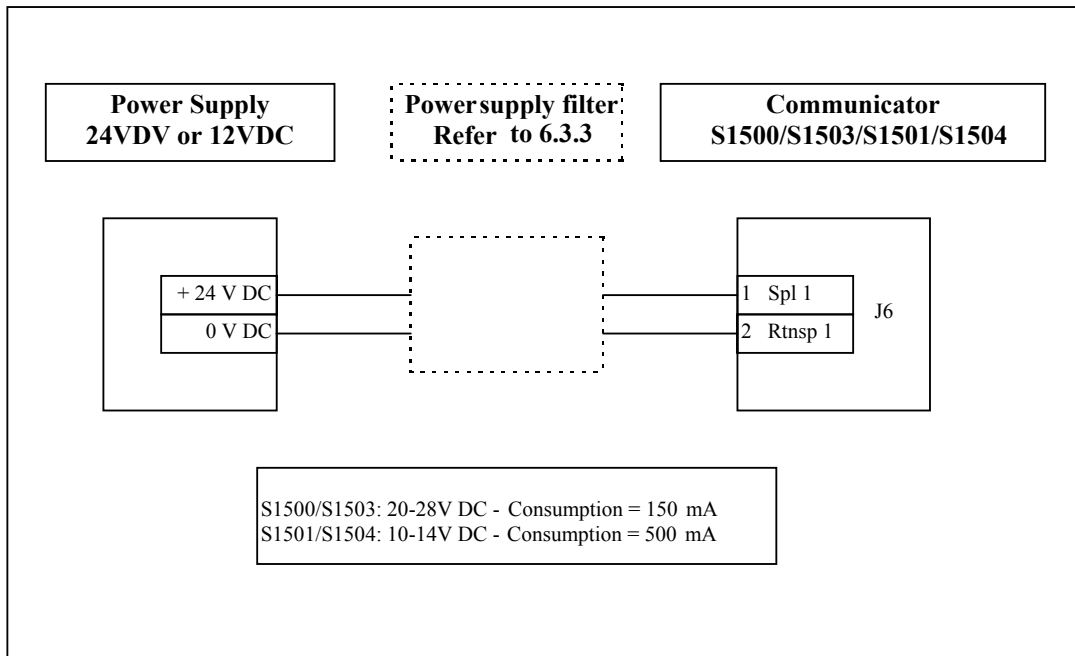 Power Supply
24VDV or 12VDC
Power supply filter
Refer to 6.3.3
Communicator
S1500/S1503/S1501/S1504
+ 24 V DC
0 V DC
1 Spl 1
2 Rtnsp 1
J6
S1500/S1503: 20-28V DC - Consumption = 150 mA
S1501/S1504: 10-14V DC - Consumption = 500 mA